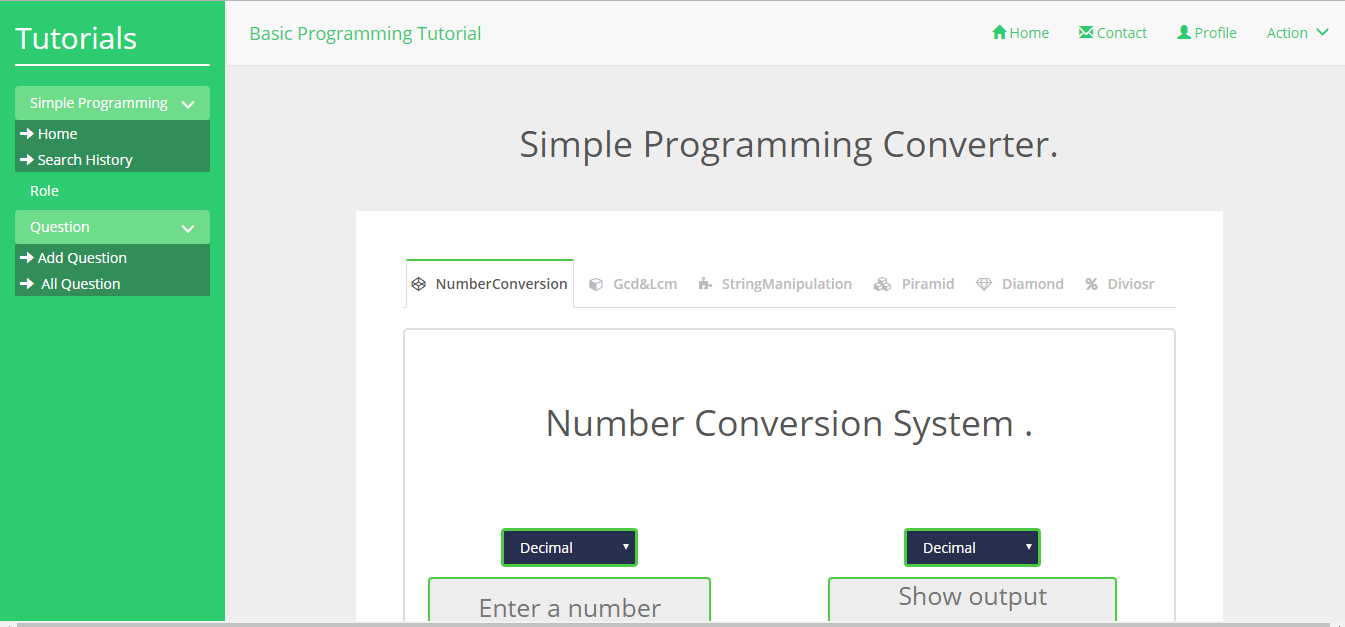 Tutorials
Simple Programming
Home
Search History
Role
Question
Add Question
All Question
Basic Programming Tutorial
Home Contact Profile Action
Simple Programming Converter.
NumberConversion Gcd&Lcm StringManipulation Piramid Diamond Diviosr
Number Conversion System .
Decimal Decimal
Enter a number Show output